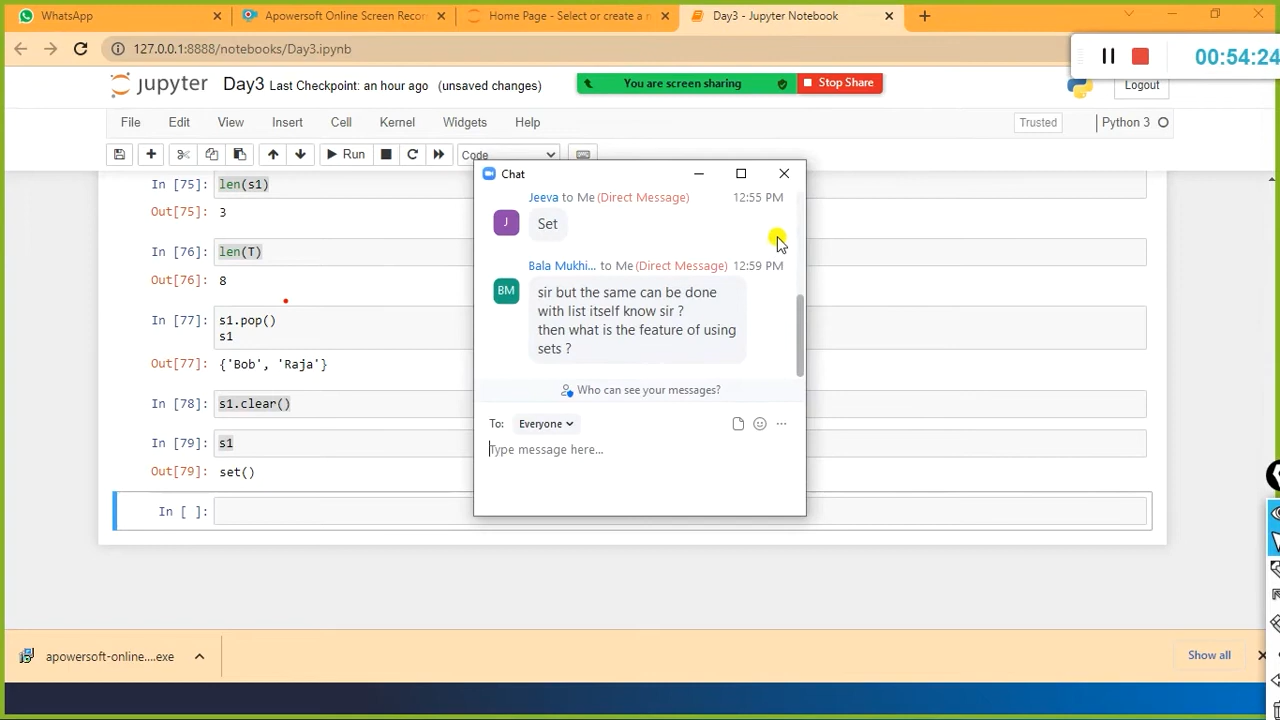 WhatsApp
Apowersoft Online Screen Recor
Home Page - Select or create a n
Day3 - Jupyter Notebook
127.0.0.1:8888/notebooks/Day3.ipynb
00:54:24
jupyter
Day3 Last Checkpoint: an hour ago (unsaved changes)
You are screen sharing
Stop Share
Logout
File Edit View Insert Cell Kernel Widgets Help
Trusted
Python 3
Run
Code
In [75]: len(s1)
Out[75]: 3
In [76]: len(T)
Out[76]: 8
In [77]: s1.pop()
s1
Out[77]: {'Bob', 'Raja'}
In [78]: s1.clear()
In [79]: s1
Out[79]: set()
In [ ]:
Chat
Jeeva to Me (Direct Message) 12:55 PM
J
Set
Bala Mukhi... to Me (Direct Message) 12:59 PM
BM
sir but the same can be done
with list itself know sir ?
then what is the feature of using
sets ?
Who can see your messages?
To: Everyone
Type message here...
apowersoft-online....exe
Show all